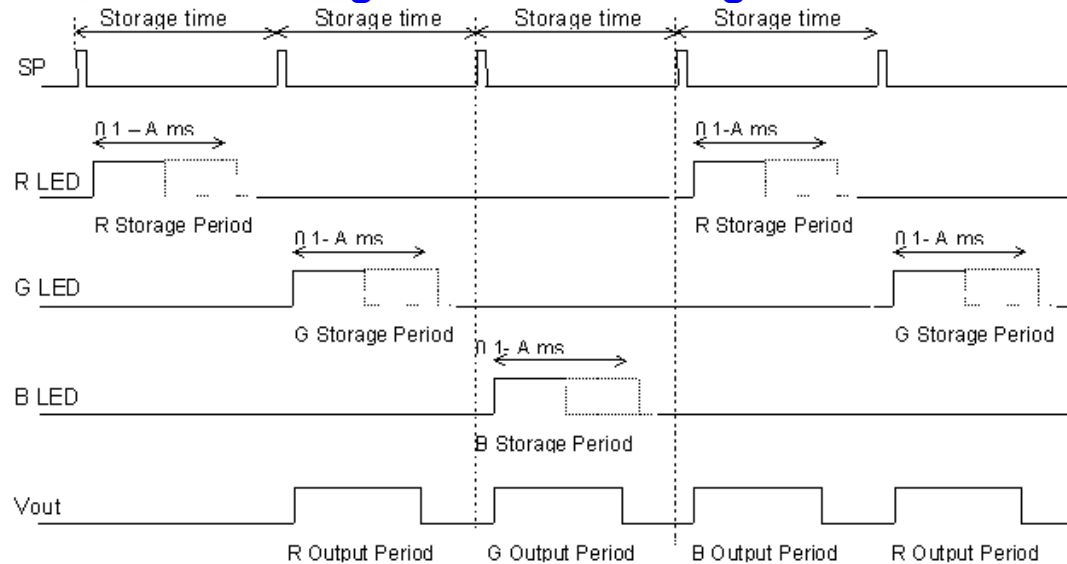 Storage time Storage time Storage time Storage time
SP
0.1 – A ms 0.1-A ms
R LED
R Storage Period R Storage Period
0.1- A ms 0.1- A ms
G LED
G Storage Period G Storage Period
0.1- A ms
B LED
B Storage Period
Vout
R Output Period G Output Period B Output Period R Output Period